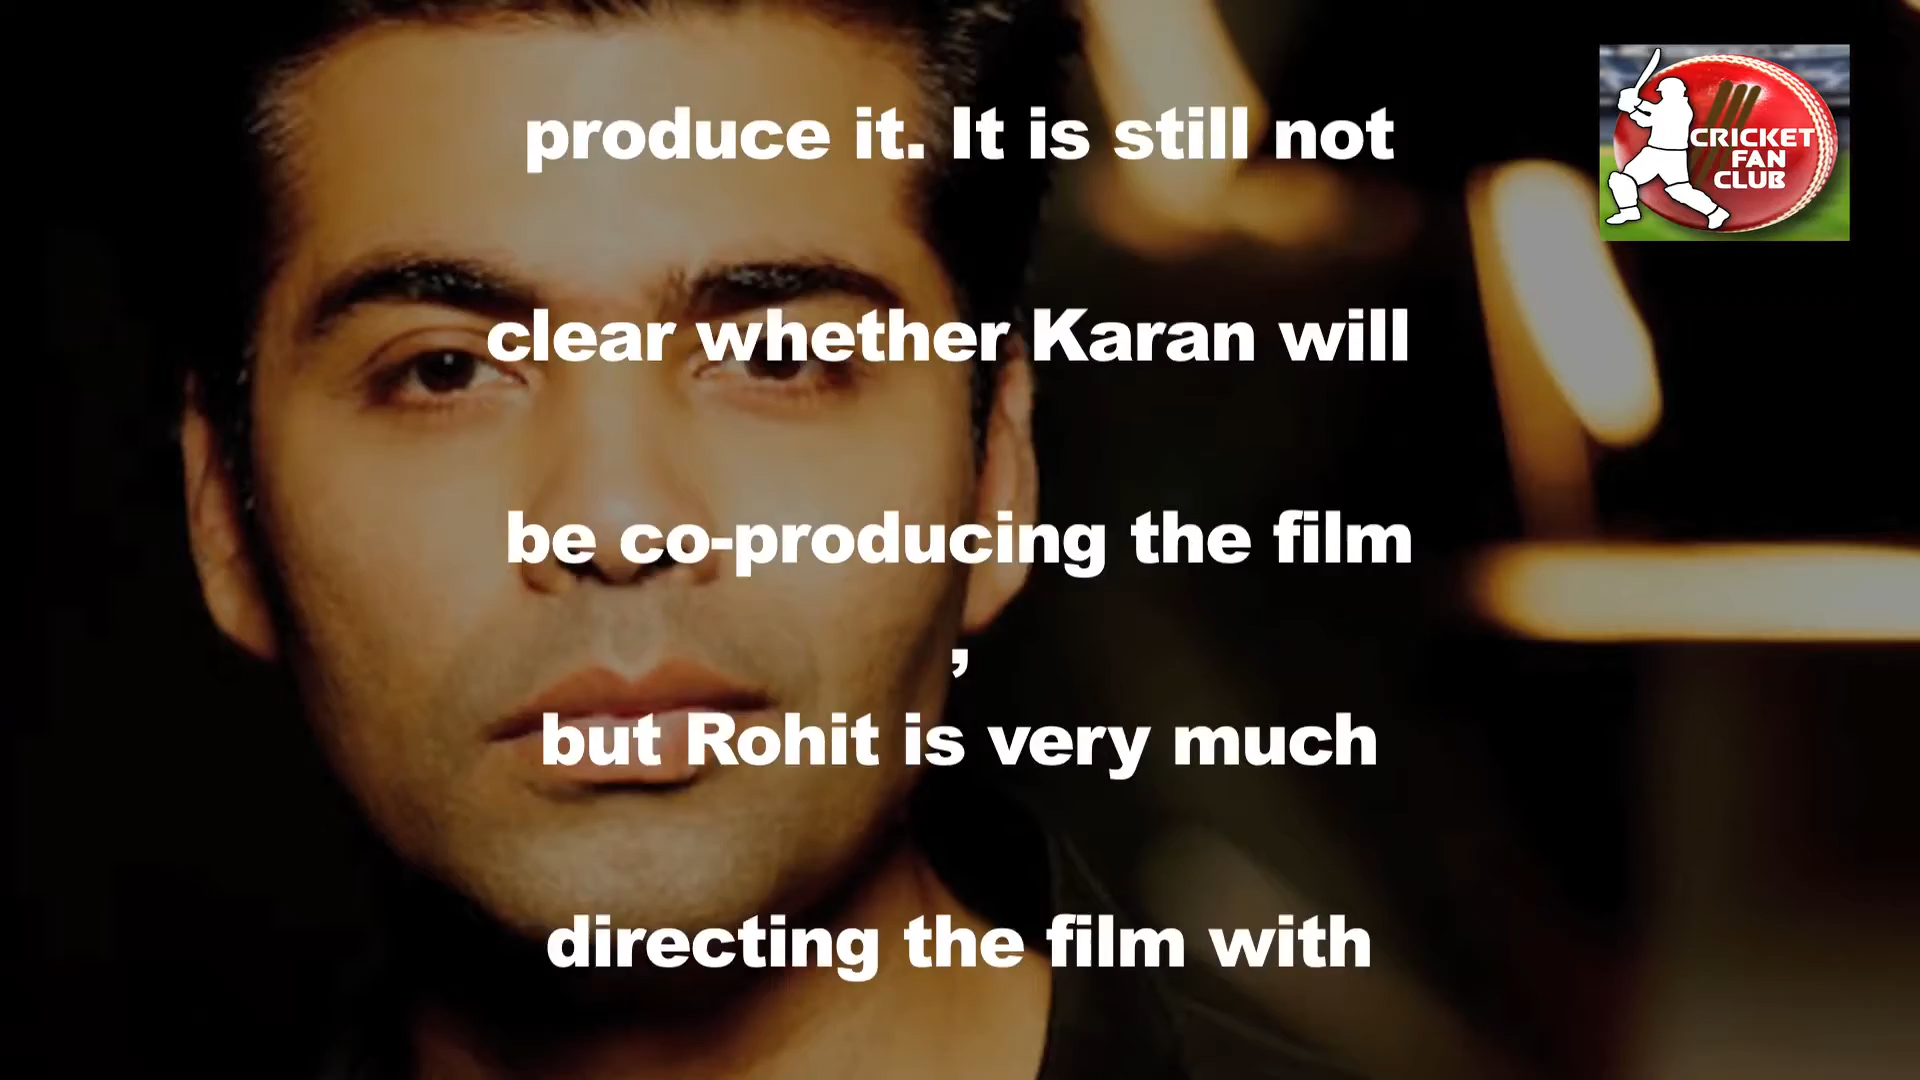 produce it. It is still not
clear whether Karan will
be co-producing the film
,
but Rohit is very much
directing the film with
CRICKET
FAN
CLUB